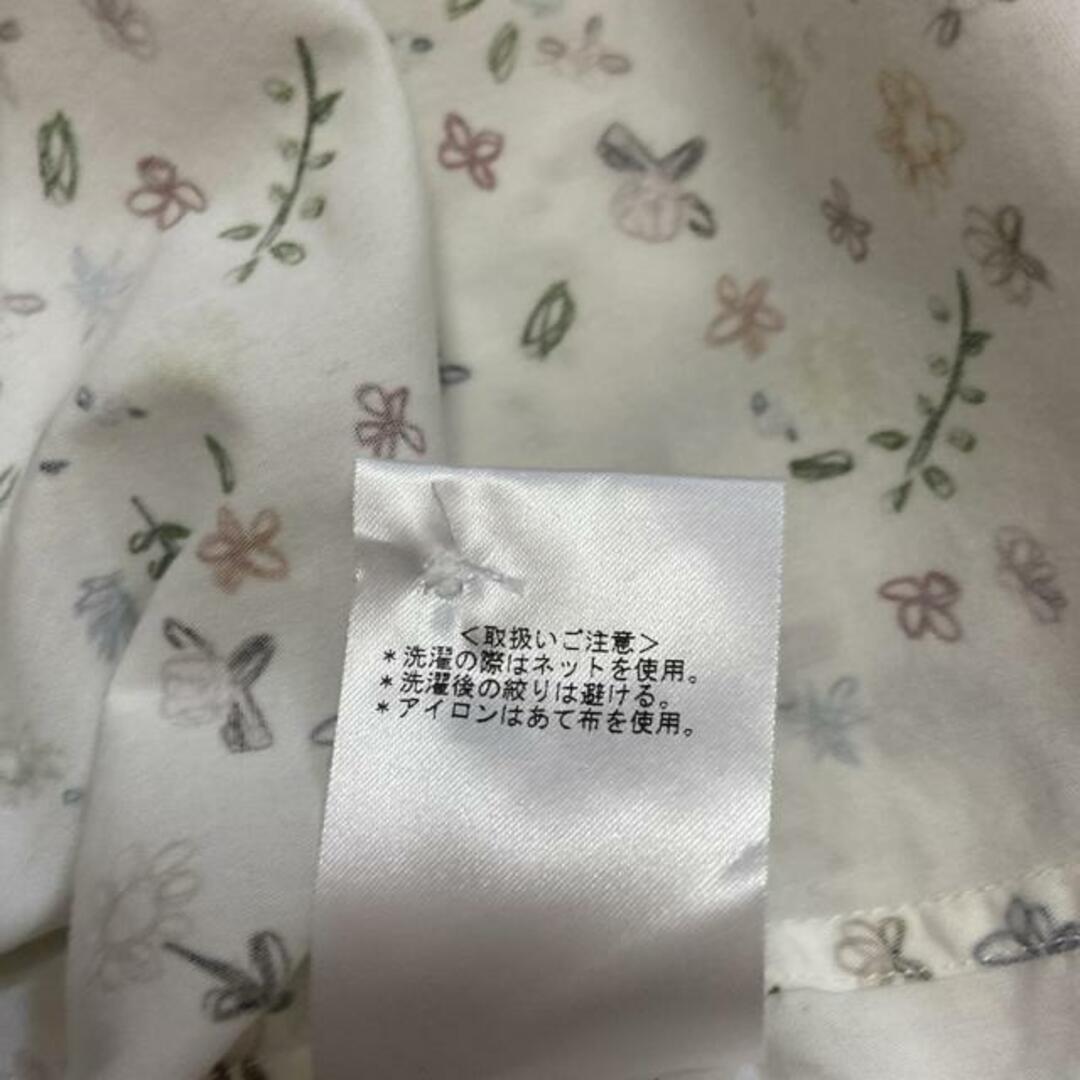 ＜取扱いご注意＞
＊洗濯の際はネットを使用。
＊洗濯後の絞りは避ける。
＊アイロンはあて布を使用。